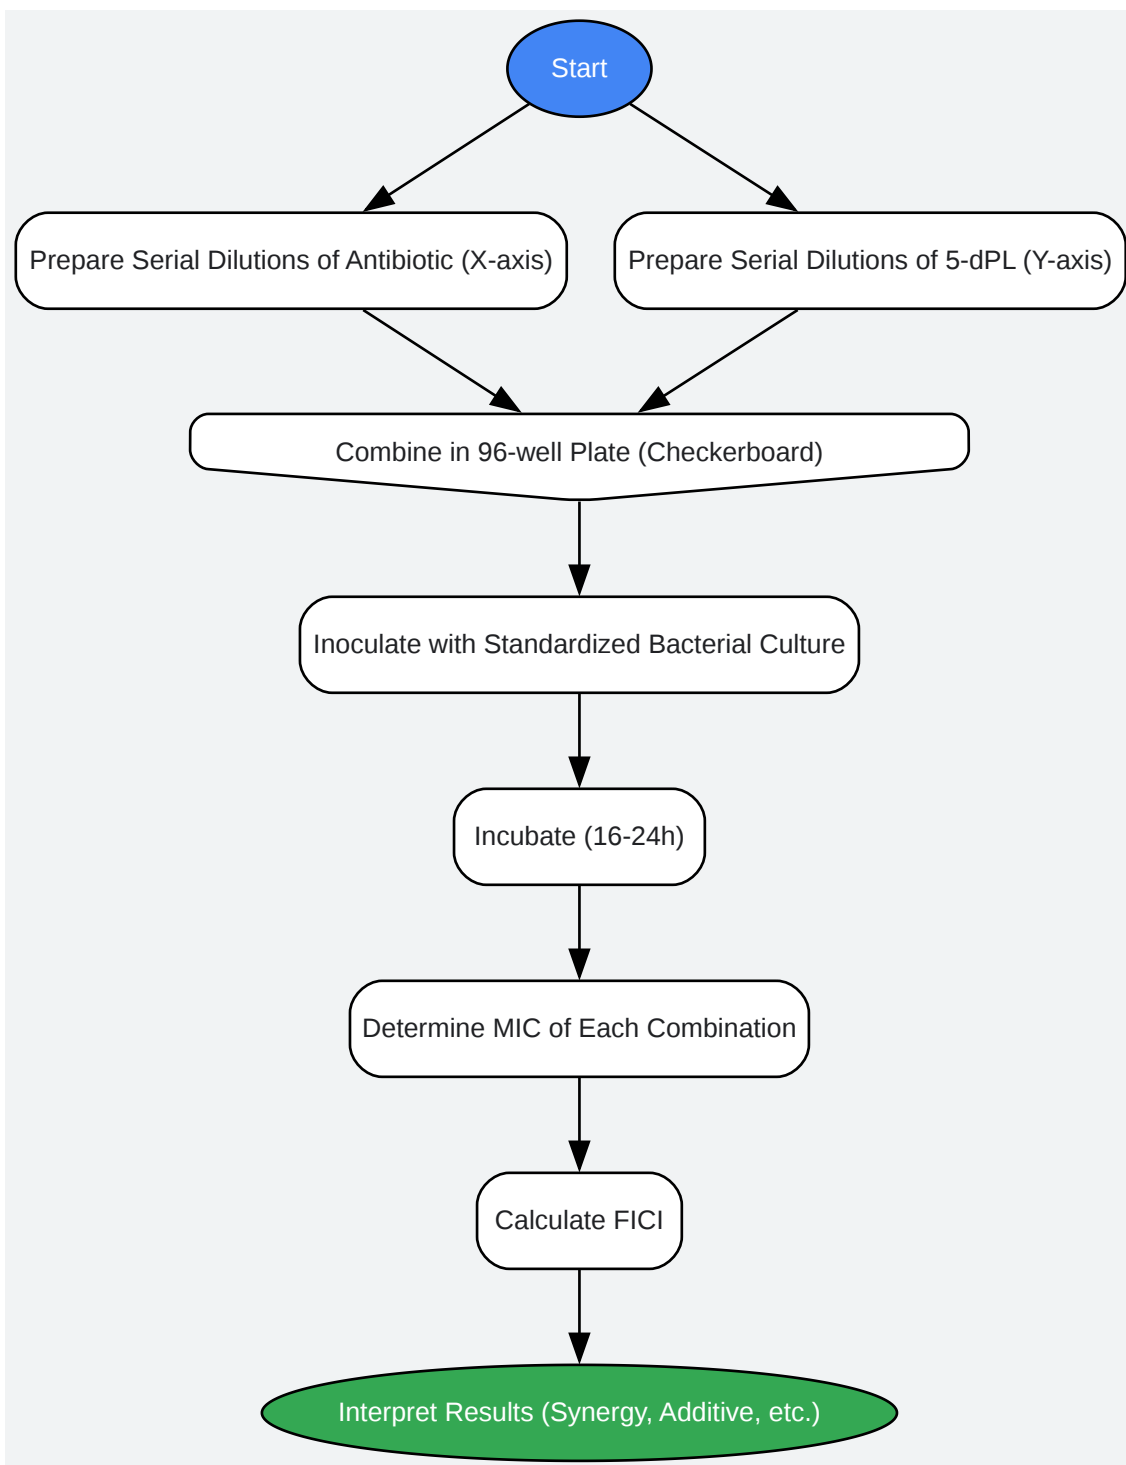 Start
Prepare Serial Dilutions of Antibiotic (X-axis)
Prepare Serial Dilutions of 5-dPL (Y-axis)
Combine in 96-well Plate (Checkerboard)
Inoculate with Standardized Bacterial Culture
Incubate (16-24h)
Determine MIC of Each Combination
Calculate FICI
Interpret Results (Synergy, Additive, etc.)